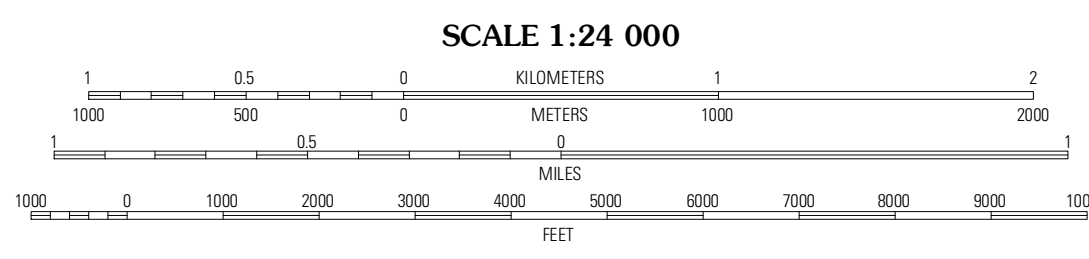 SCALE 1:24 000
1 0.5 0 KILOMETERS 1 2
1000 500 0 METERS 1000 2000
1 0.5 0 1
MILES
1000 0 1000 2000 3000 4000 5000 6000 7000 8000 9000 100
FEET